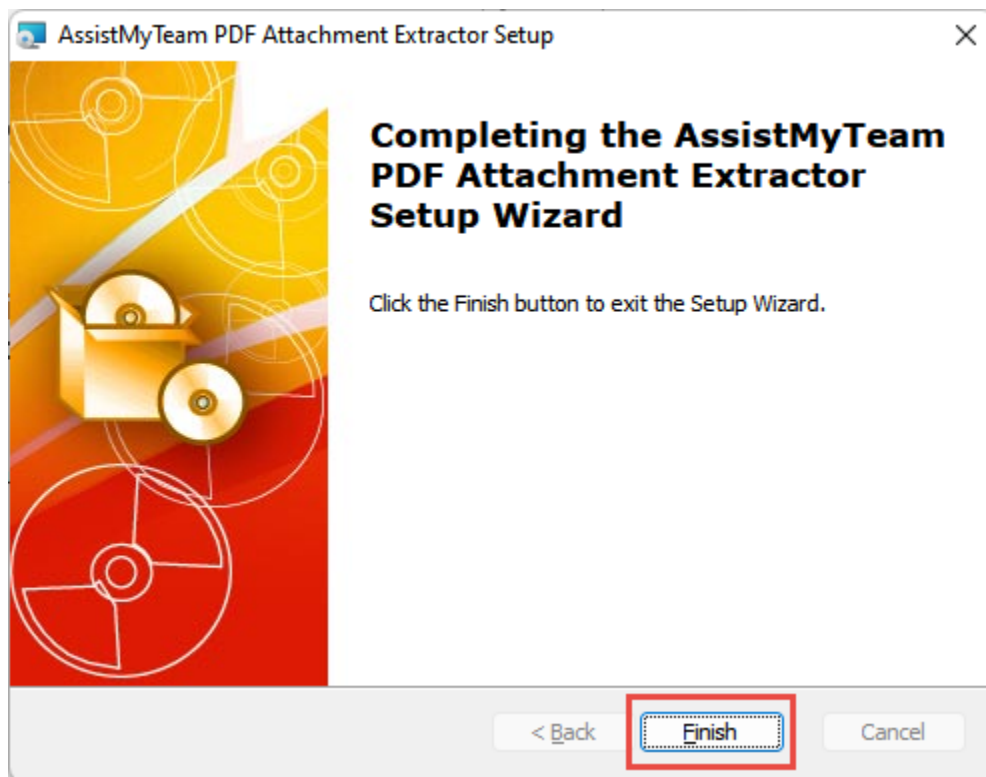 AssistMyTeam PDF Attachment Extractor Setup
Completing the AssistMyTeam
PDF Attachment Extractor
Setup Wizard
Click the Finish button to exit the Setup Wizard.
< Back
Finish
Cancel